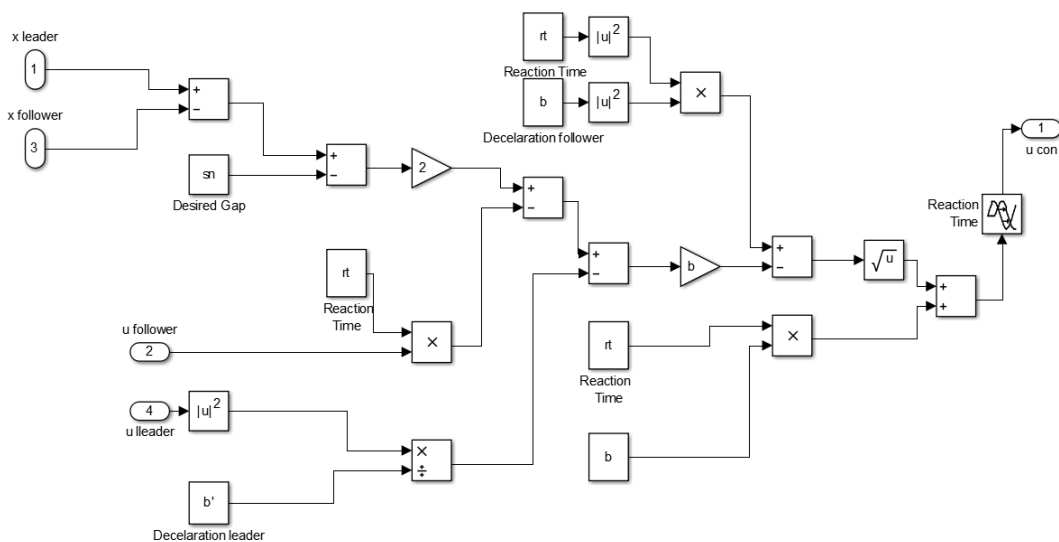 x leader
1
x follower
3
+
−
sn
Desired Gap
+
−
2
rt
Reaction Time
|u|²
b
Decelaration follower
|u|²
×
+
−
+
−
b
rt
Reaction
Time
u follower
2
×
4
u lleader
|u|²
b'
Decelaration leader
×
÷
+
−
√u
rt
Reaction
Time
×
b
+
+
Reaction
Time
1
u con